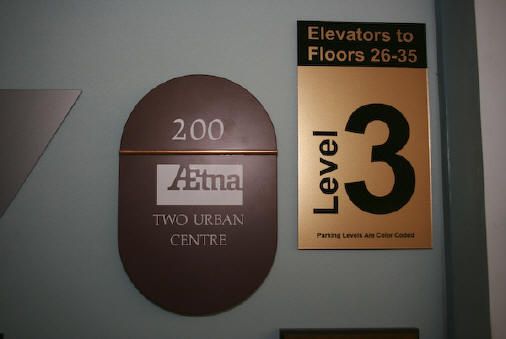 200
Ætna
TWO URBAN
CENTRE
Elevators to
Floors 26-35
Level 3
Parking Levels Are Color Coded